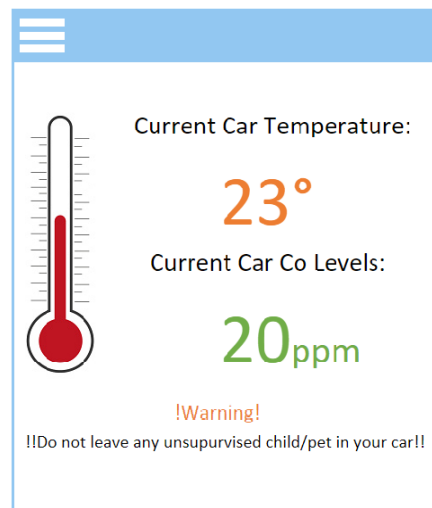 Current Car Temperature:
23°
Current Car Co Levels:
20ppm
!Warning!
!!Do not leave any unsupurvised child/pet in your car!!